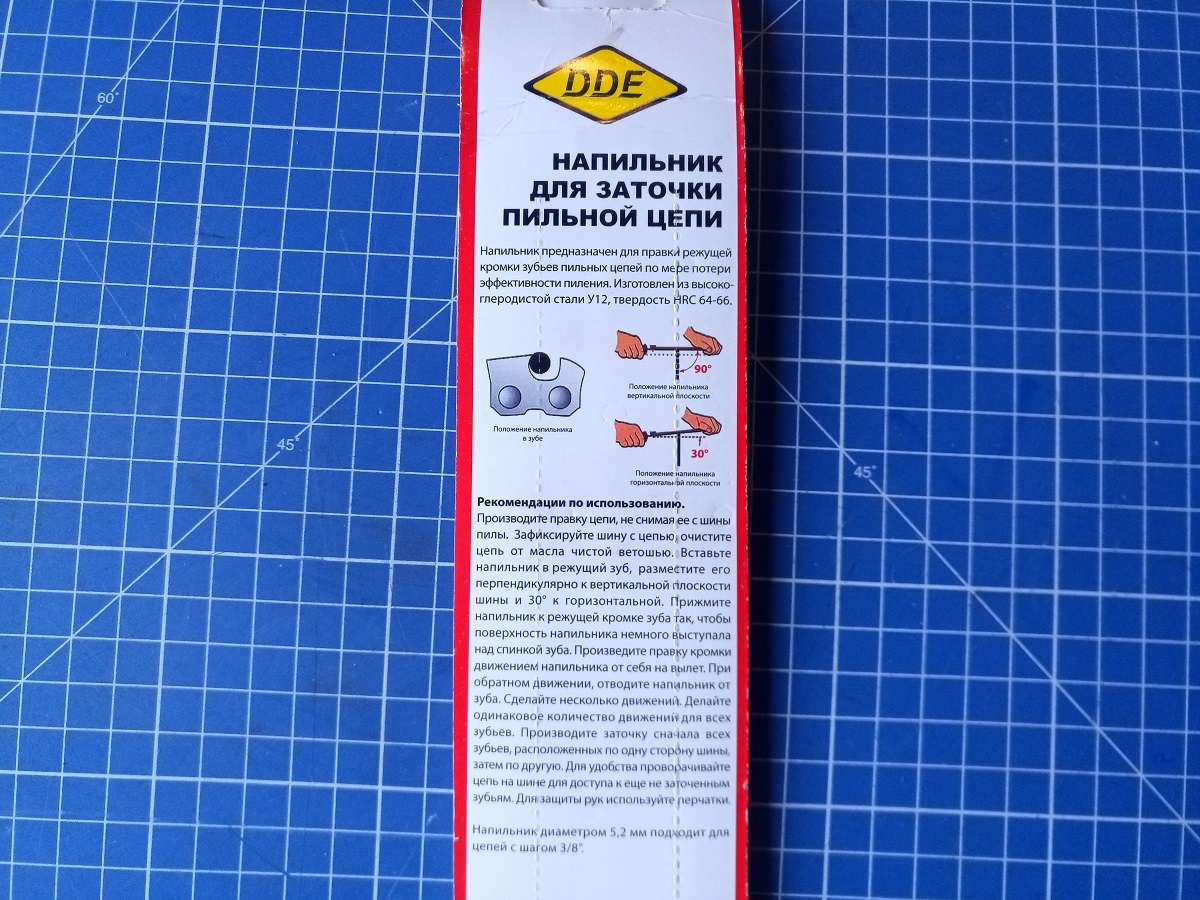 60°
DDE
НАПИЛЬНИК
ДЛЯ ЗАТОЧКИ
ПИЛЬНОЙ ЦЕПИ
Напильник предназначен для правки режущей
кромки зубьев пильных цепей по мере потери
эффективности пиления. Изготовлен из высоко-
глеродистой стали У12, твердость HRC 64-66.
90°
Положение напильника
вертикальной плоскости
Положение напильника
в зубе
30°
Положение напильника
горизонтальной плоскости
45°
45°
Рекомендации по использованию.
Производите правку цепи, не снимая ее с шины
пилы. Зафиксируйте шину с цепью, очистите
цепь от масла чистой ветошью. Вставьте
напильник в режущий зуб, разместите его
перпендикулярно к вертикальной плоскости
шины и 30° к горизонтальной. Прижмите
напильник к режущей кромке зуба так, чтобы
поверхность напильника немного выступала
над спинкой зуба. Произведите правку кромки
движением напильника от себя на вылет. При
обратном движении, отводите напильник от
зуба. Сделайте несколько движений. Делайте
одинаковое количество движений для всех
зубьев. Производите заточку сначала всех
зубьев, расположенных по одну сторону шины,
затем по другую. Для удобства проворачивайте
цепь на шине для доступа к еще не заточенным
зубьям. Для защиты рук используйте перчатки.
Напильник диаметром 5,2 мм подходит для
цепей с шагом 3/8".